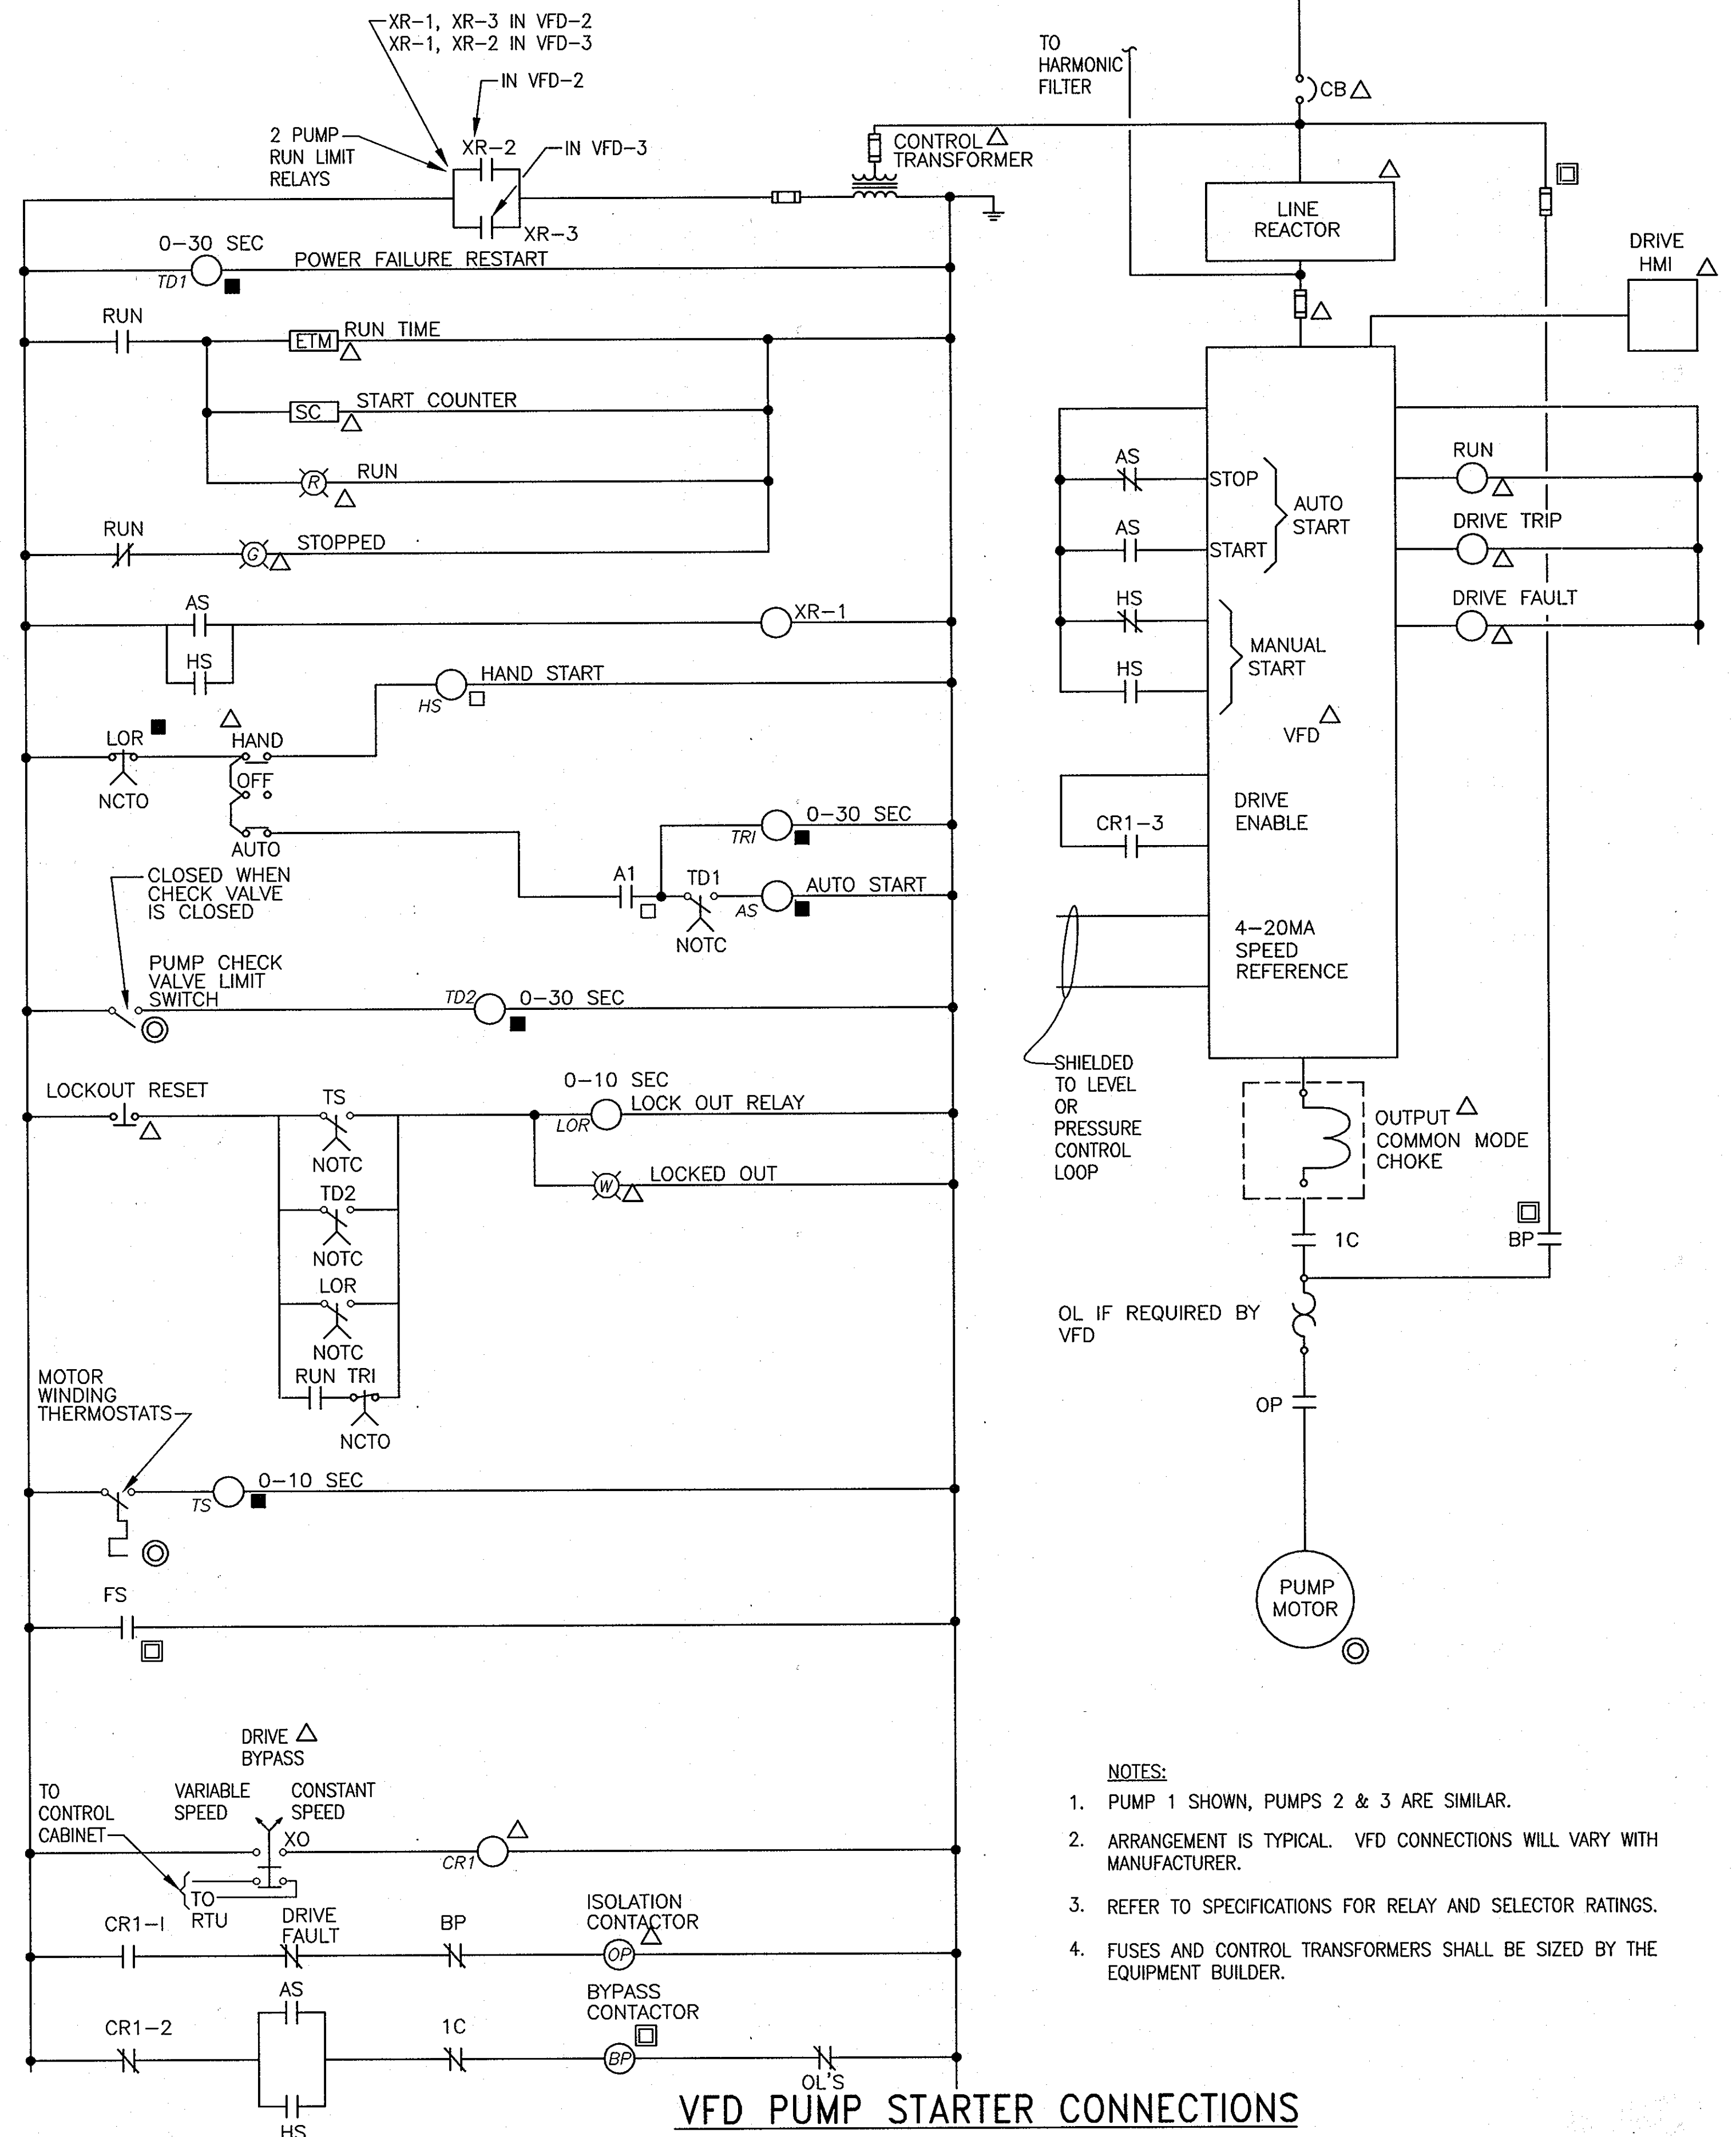 XR-1, XR-3 IN VFD-2
XR-1, XR-2 IN VFD-3
IN VFD-2
2 PUMP
RUN LIMIT
RELAYS
XR-2
IN VFD-3
XR-3
TO
HARMONIC
FILTER
CB
CONTROL
TRANSFORMER
LINE
REACTOR
DRIVE
HMI
0-30 SEC
TD1
POWER FAILURE RESTART
RUN
ETM
RUN TIME
SC
START COUNTER
R
RUN
RUN
G
STOPPED
AS
XR-1
HS
HS
HAND START
LOR
NCTO
HAND
OFF
AUTO
TR1
0-30 SEC
A1
TD1
NOTC
AS
AUTO START
CLOSED WHEN
CHECK VALVE
IS CLOSED
PUMP CHECK
VALVE LIMIT
SWITCH
TD2
0-30 SEC
LOCKOUT RESET
TS
NOTC
0-10 SEC
LOR
LOCK OUT RELAY
W
LOCKED OUT
TD2
NOTC
LOR
NOTC
RUN TR1
NCTO
MOTOR
WINDING
THERMOSTATS
TS
0-10 SEC
FS
DRIVE
BYPASS
TO
CONTROL
CABINET
VARIABLE
SPEED
CONSTANT
SPEED
XO
CR1
TO
RTU
CR1-1
DRIVE
FAULT
BP
ISOLATION
CONTACTOR
OP
CR1-2
AS
HS
1C
BYPASS
CONTACTOR
BP
OL'S
AS
STOP
AS
START
AUTO
START
HS
HS
MANUAL
START
VFD
DRIVE
ENABLE
CR1-3
4-20MA
SPEED
REFERENCE
SHIELDED
TO LEVEL
OR
PRESSURE
CONTROL
LOOP
RUN
DRIVE TRIP
DRIVE FAULT
OUTPUT
COMMON MODE
CHOKE
1C
BP
OL IF REQUIRED BY
VFD
OP
PUMP
MOTOR
NOTES:
1. PUMP 1 SHOWN, PUMPS 2 & 3 ARE SIMILAR.
2. ARRANGEMENT IS TYPICAL. VFD CONNECTIONS WILL VARY WITH
MANUFACTURER.
3. REFER TO SPECIFICATIONS FOR RELAY AND SELECTOR RATINGS.
4. FUSES AND CONTROL TRANSFORMERS SHALL BE SIZED BY THE
EQUIPMENT BUILDER.
VFD PUMP STARTER CONNECTIONS